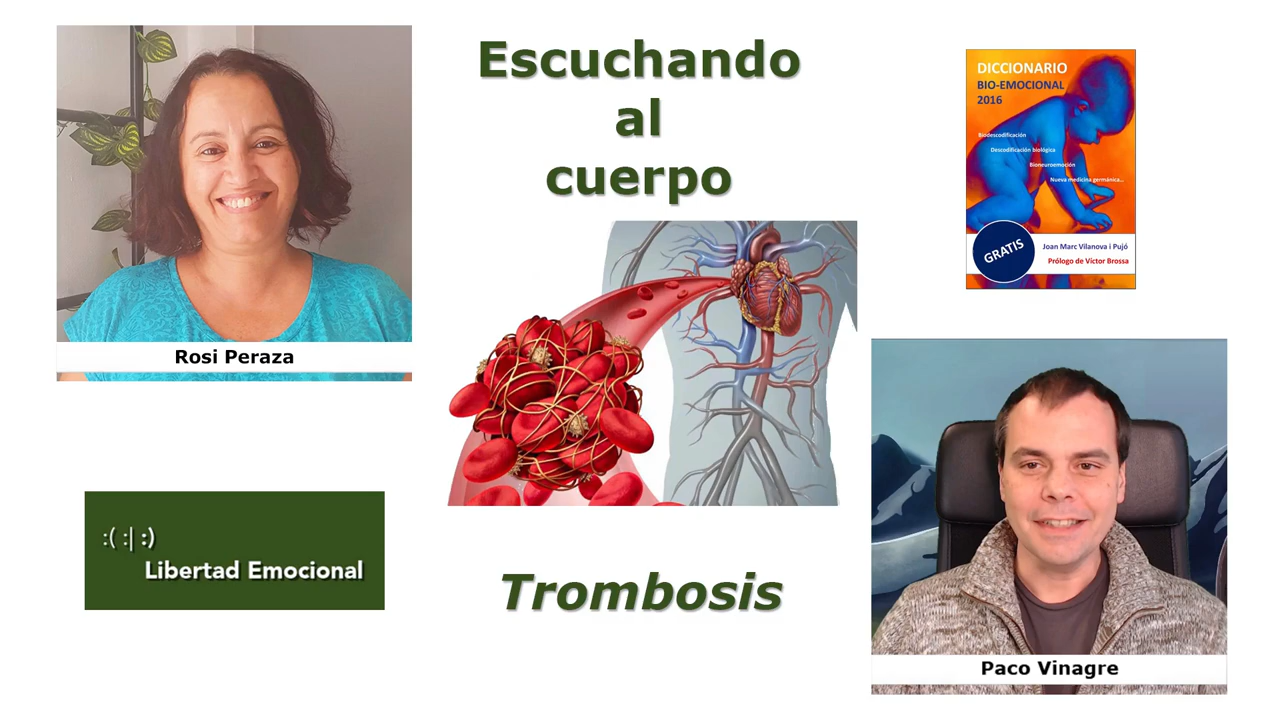 Escuchando
al
cuerpo
Rosi Peraza
:( :| :)
Libertad Emocional
Trombosis
DICCIONARIO
BIO-EMOCIONAL
2016
Biodescodificación
Descodificación biológica
Bioneuroemoción
Nueva medicina germánica...
GRATIS
Joan Marc Vilanova i Pujó
Prólogo de Víctor Brossa
Paco Vinagre